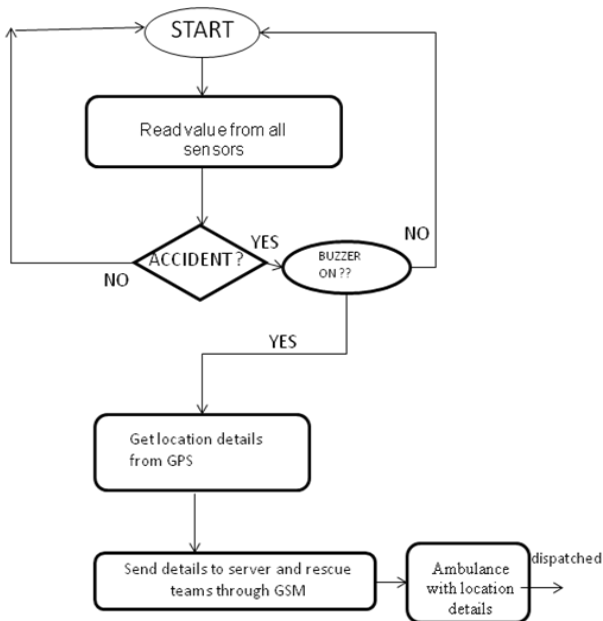 START
Read value from all
sensors
ACCIDENT ?
YES
NO
BUZZER
ON ??
NO
YES
Get location details
from GPS
Send details to server and rescue
teams through GSM
Ambulance
with location
details
dispatched